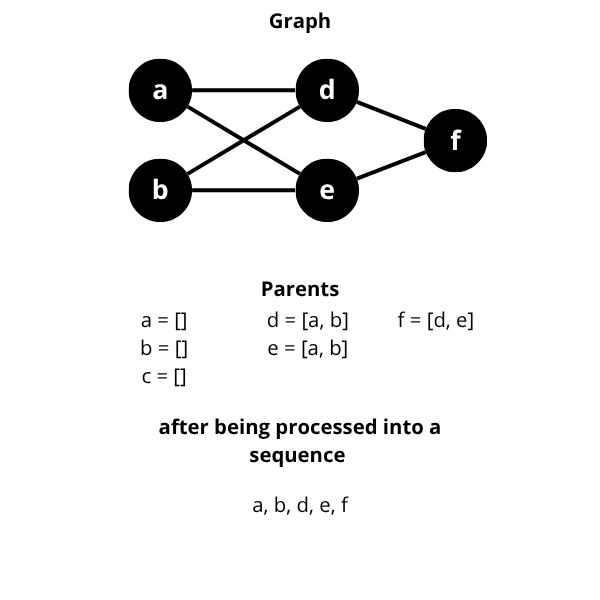 Graph
a
d
f
b
e
Parents
a = [] d = [a, b] f = [d, e]
b = [] e = [a, b]
c = []
after being processed into a
sequence
a, b, d, e, f